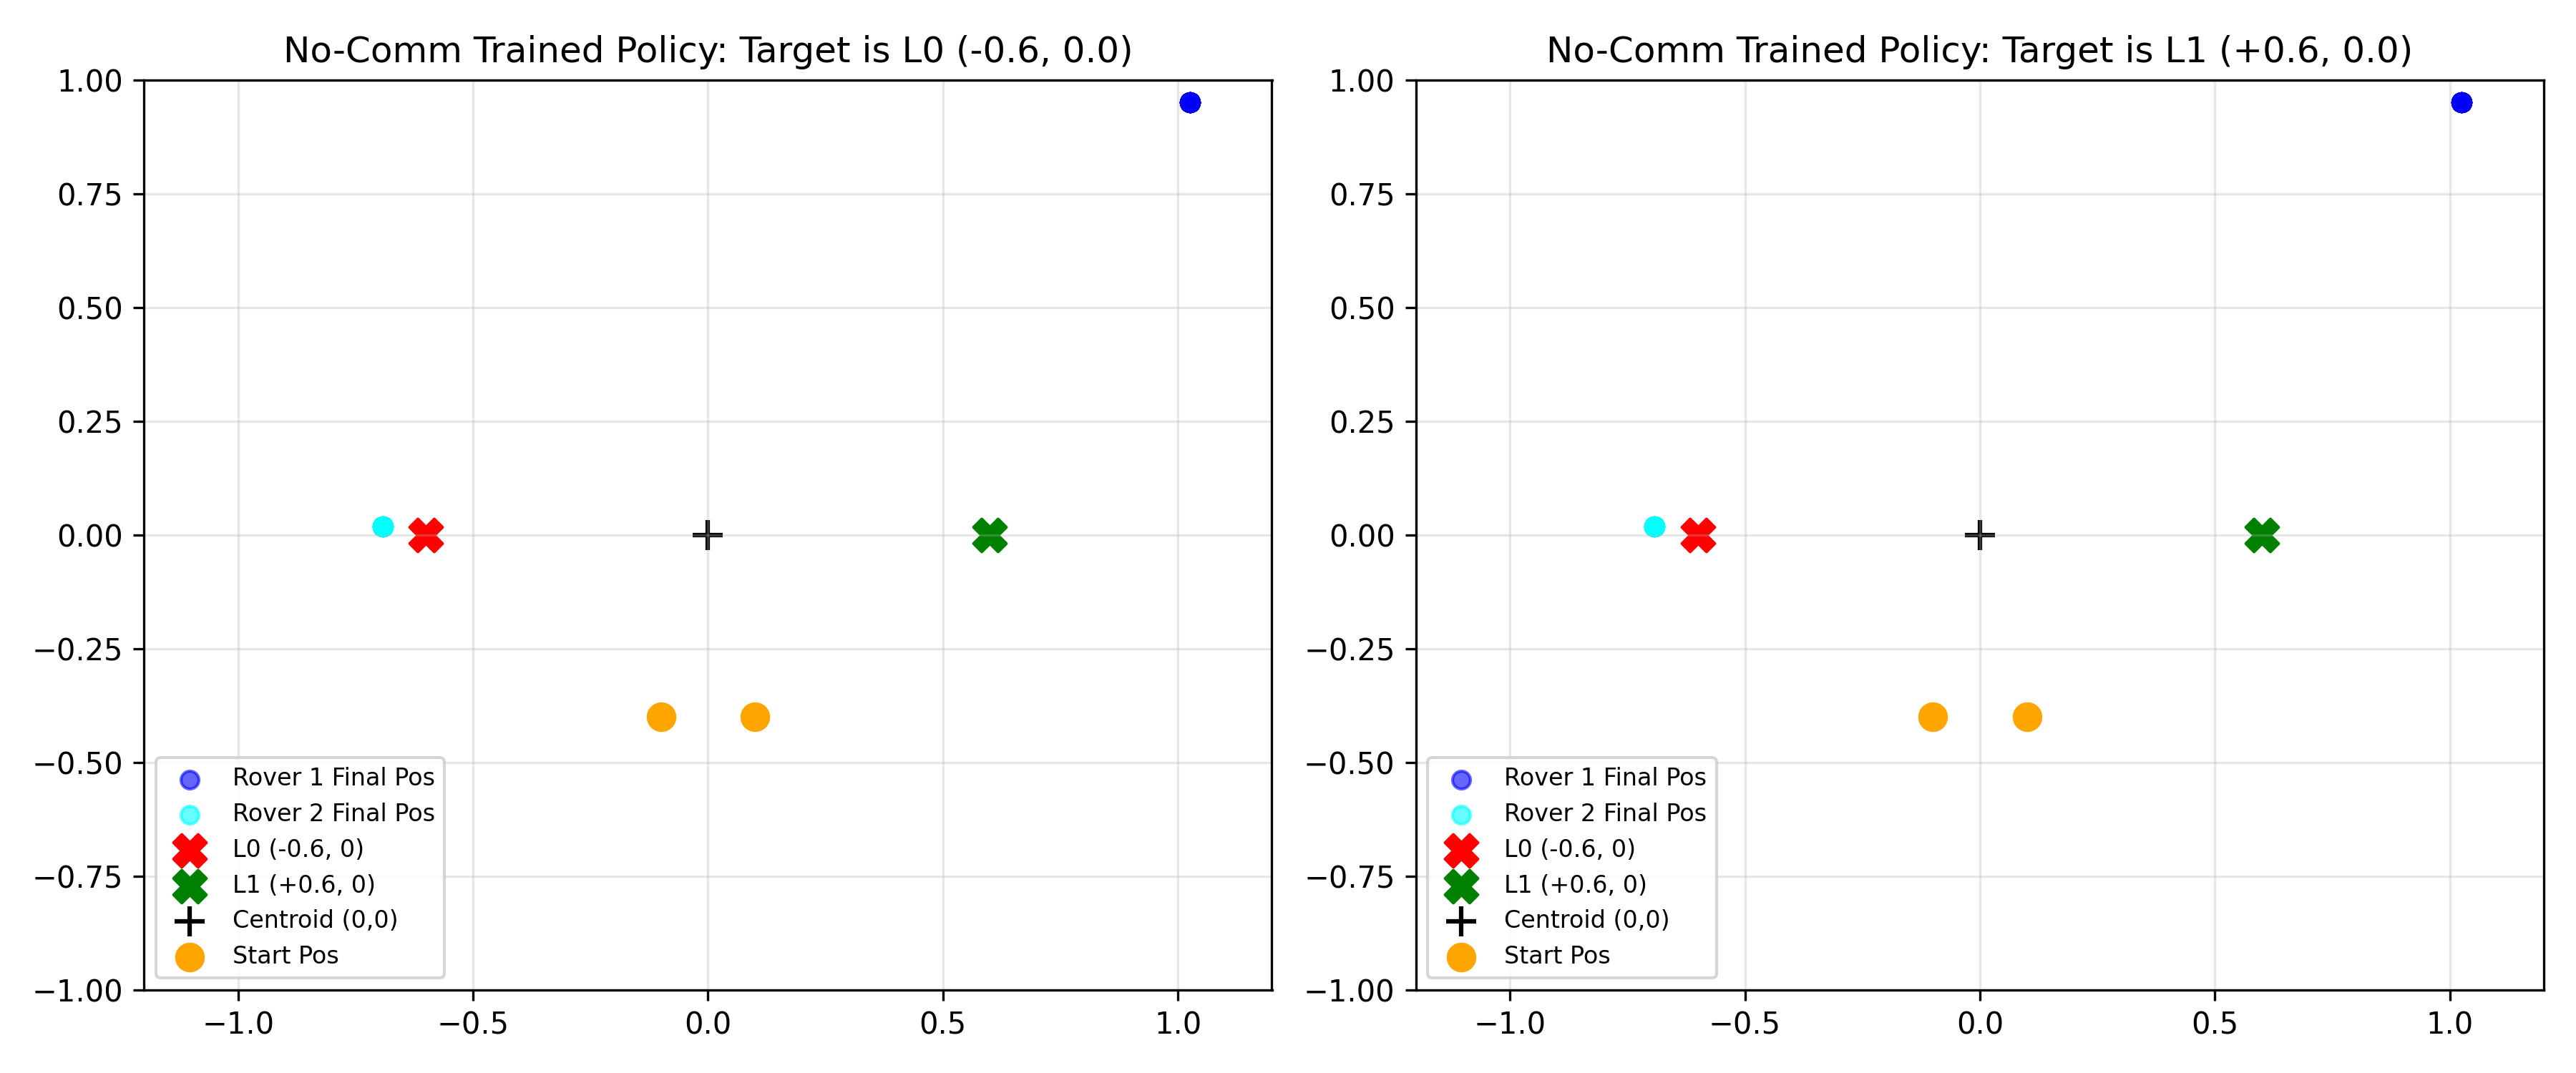 No-Comm Trained Policy: Target is L0 (-0.6, 0.0)
1.00
0.75
0.50
0.25
0.00
−0.25
−0.50
−0.75
−1.00
−1.0
−0.5
0.0
0.5
1.0
Rover 1 Final Pos
Rover 2 Final Pos
L0 (-0.6, 0)
L1 (+0.6, 0)
Centroid (0,0)
Start Pos
No-Comm Trained Policy: Target is L1 (+0.6, 0.0)
1.00
0.75
0.50
0.25
0.00
−0.25
−0.50
−0.75
−1.00
−1.0
−0.5
0.0
0.5
1.0
Rover 1 Final Pos
Rover 2 Final Pos
L0 (-0.6, 0)
L1 (+0.6, 0)
Centroid (0,0)
Start Pos